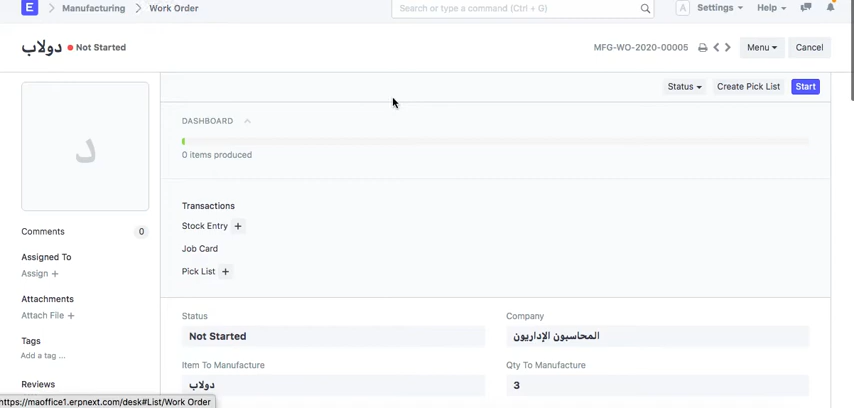 E > Manufacturing > Work Order Search or type a command (Ctrl + G) A Settings Help
دولاب Not Started MFG-WO-2020-00005 < > Menu Cancel
Status Create Pick List Start
DASHBOARD
0 items produced
د
Transactions
Stock Entry +
Job Card
Pick List +
Comments 0
Assigned To
Assign +
Attachments
Attach File +
Tags
Add a tag ...
Reviews
Status Company
Not Started المحاسبون الإداريون
Item To Manufacture Qty To Manufacture
دولاب 3
https://maoffice1.erpnext.com/desk#List/Work Order